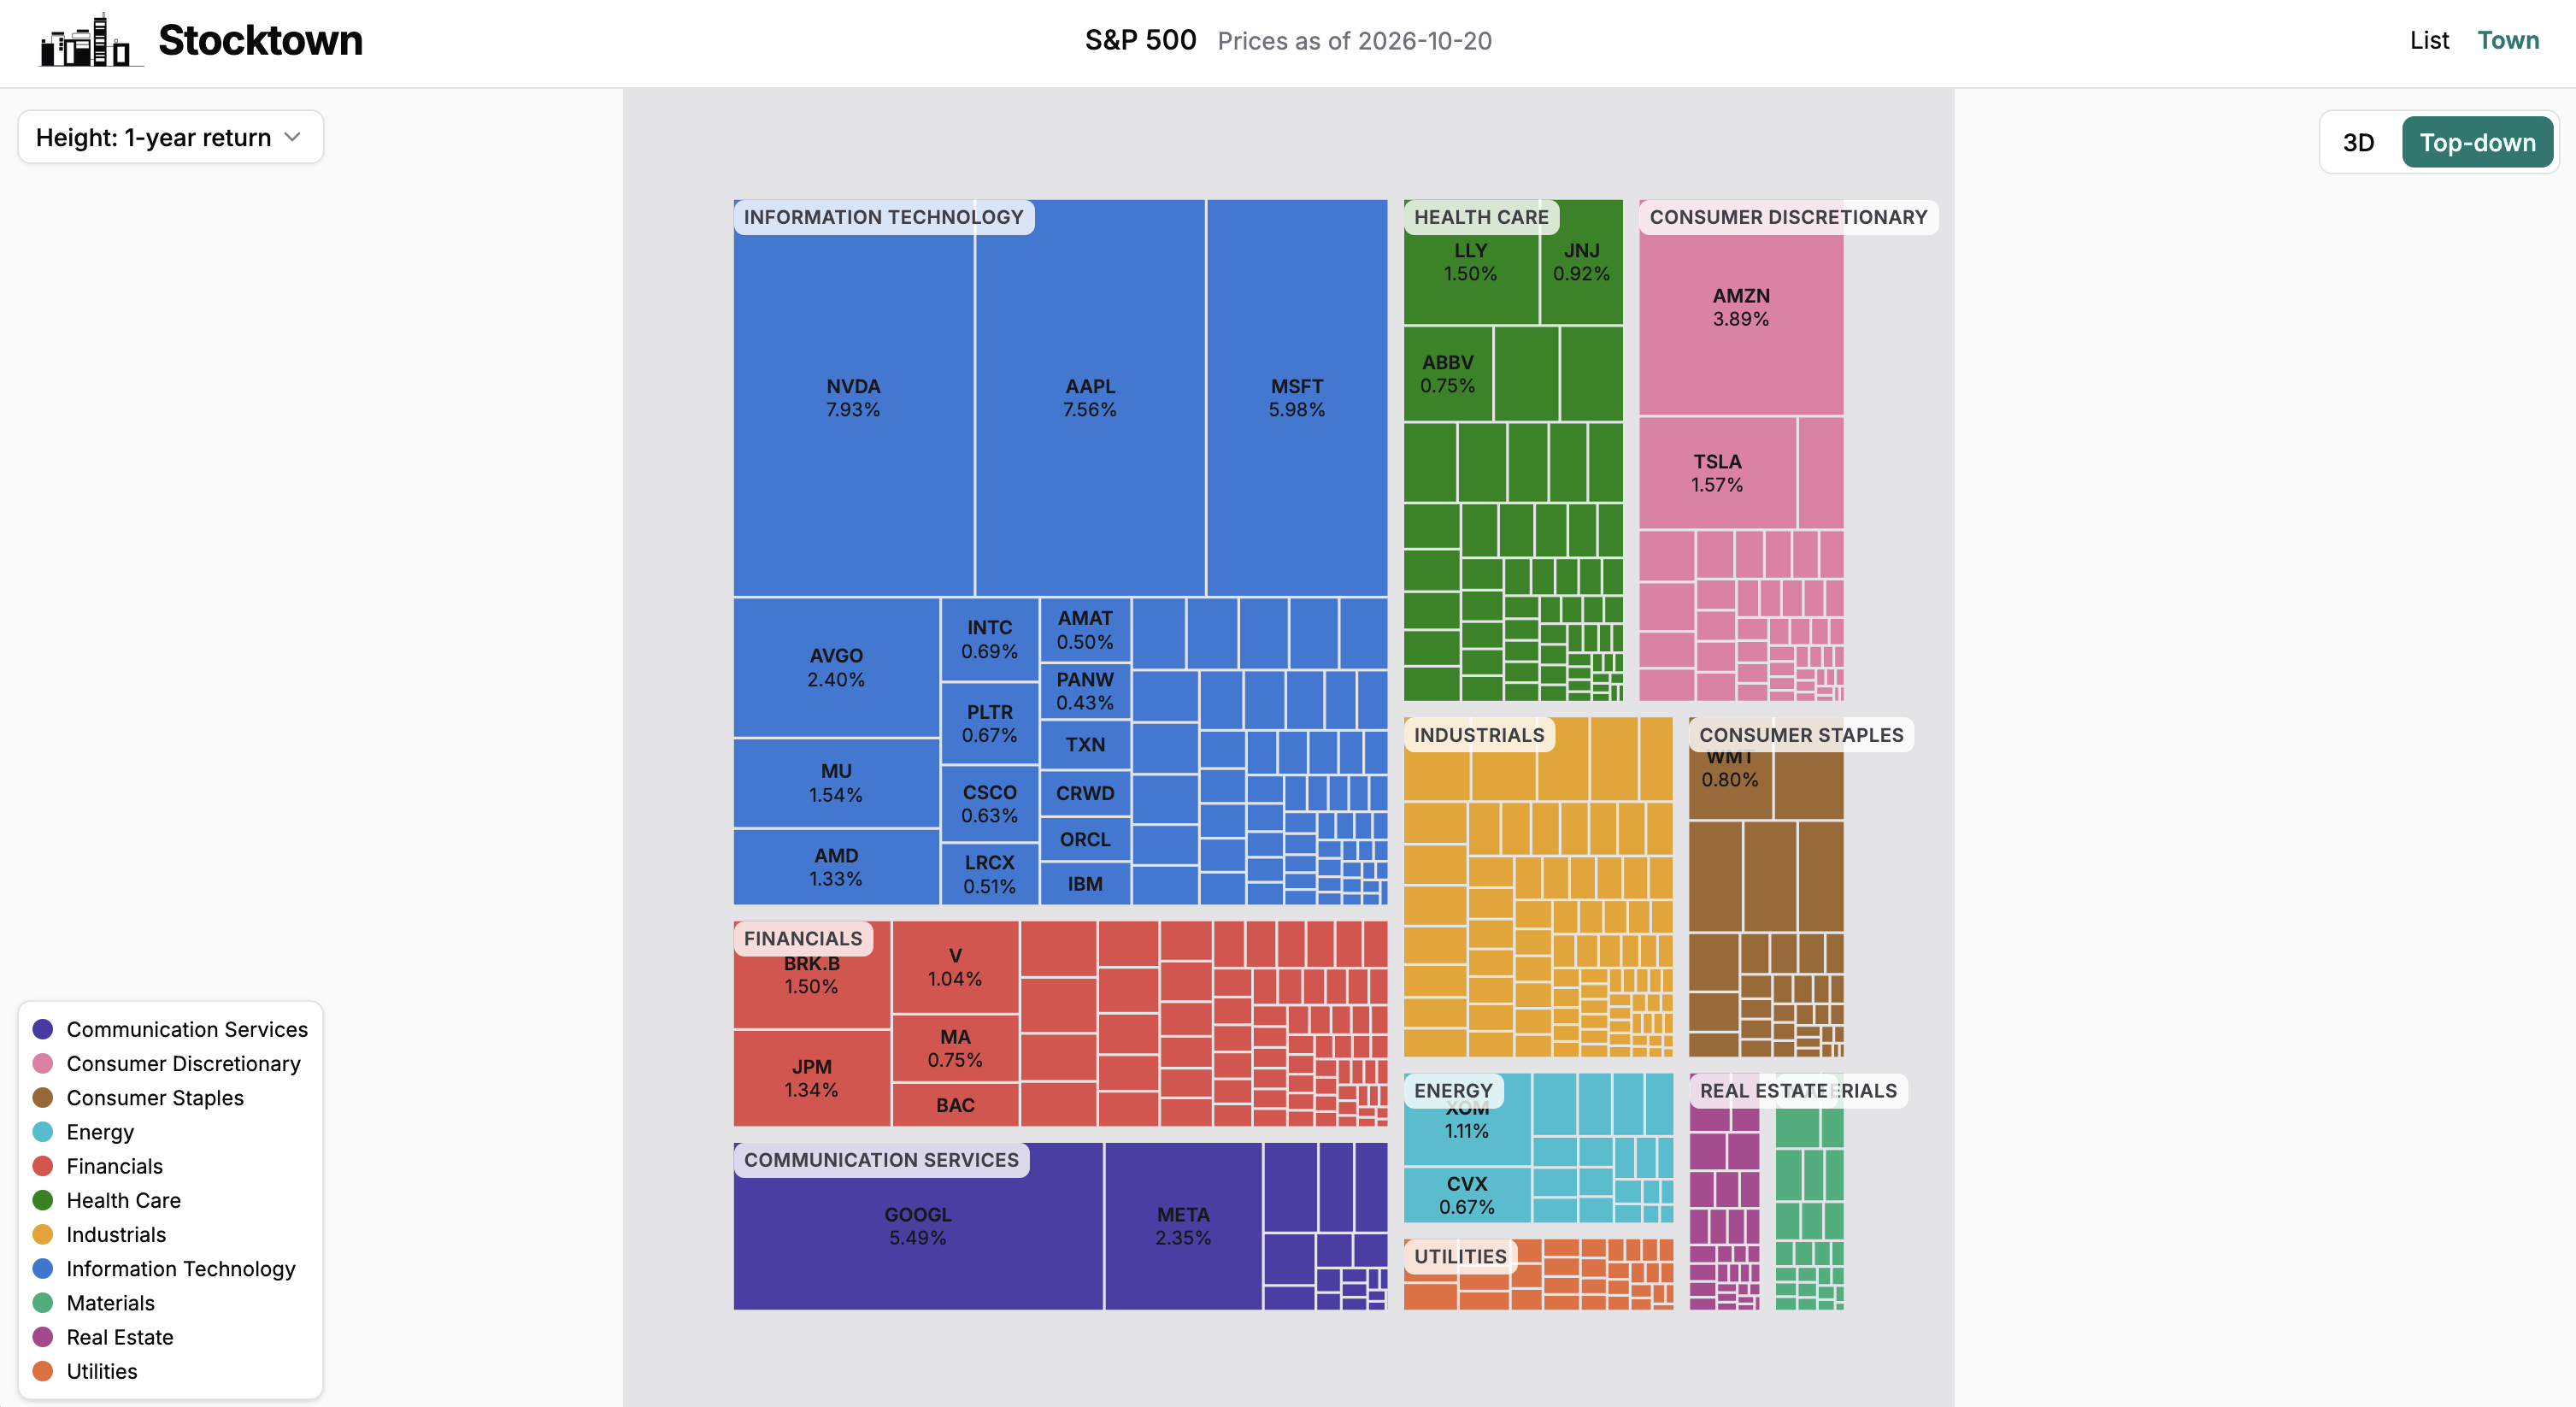 Stocktown
S&P 500 Prices as of 2026-10-20
List Town
Height: 1-year return
3D Top-down
INFORMATION TECHNOLOGY
NVDA
7.93%
AAPL
7.56%
MSFT
5.98%
AVGO
2.40%
MU
1.54%
AMD
1.33%
INTC
0.69%
PLTR
0.67%
CSCO
0.63%
LRCX
0.51%
AMAT
0.50%
PANW
0.43%
TXN
CRWD
ORCL
IBM
HEALTH CARE
LLY
1.50%
JNJ
0.92%
ABBV
0.75%
CONSUMER DISCRETIONARY
AMZN
3.89%
TSLA
1.57%
INDUSTRIALS
CONSUMER STAPLES
WMT
0.80%
FINANCIALS
BRK.B
1.50%
JPM
1.34%
V
1.04%
MA
0.75%
BAC
COMMUNICATION SERVICES
GOOGL
5.49%
META
2.35%
ENERGY
XOM
1.11%
CVX
0.67%
UTILITIES
REAL ESTATE
Communication Services
Consumer Discretionary
Consumer Staples
Energy
Financials
Health Care
Industrials
Information Technology
Materials
Real Estate
Utilities